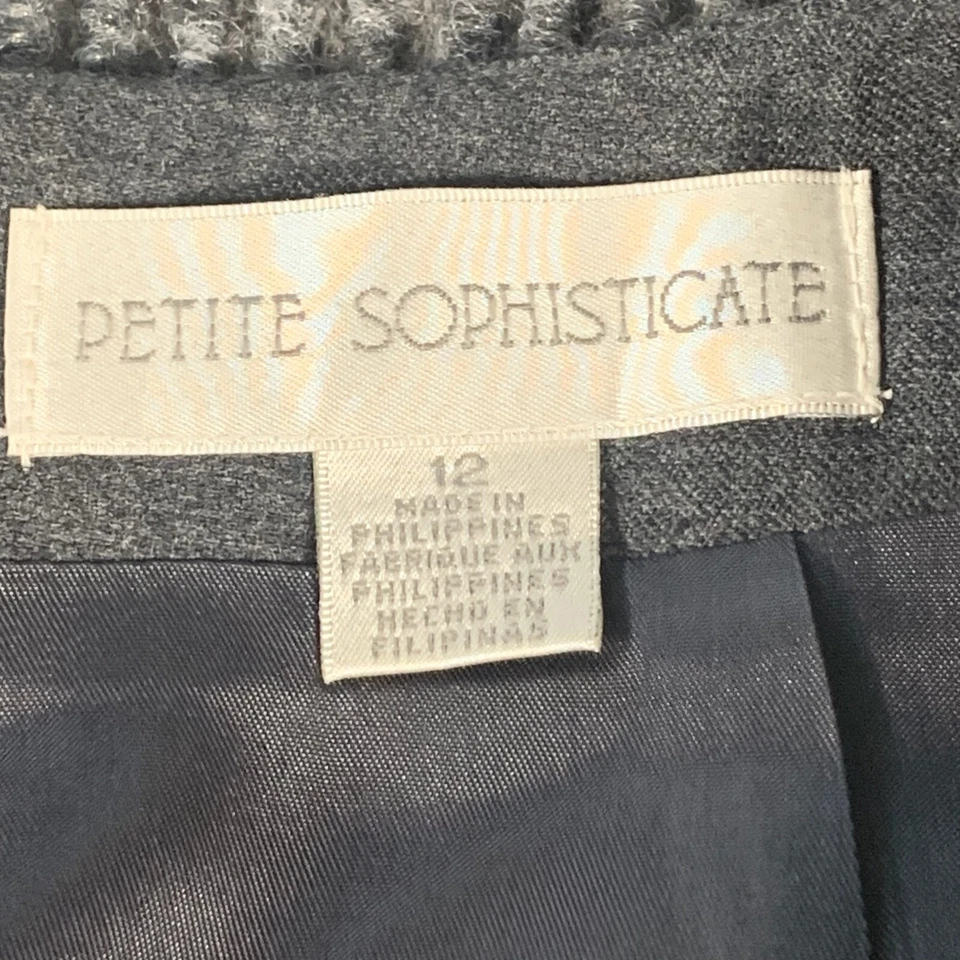 PETITE SOPHISTICATE
12
MADE IN
PHILIPPINES
FABRIQUE AUX
PHILIPPINES
HECHO EN
FILIPINAS